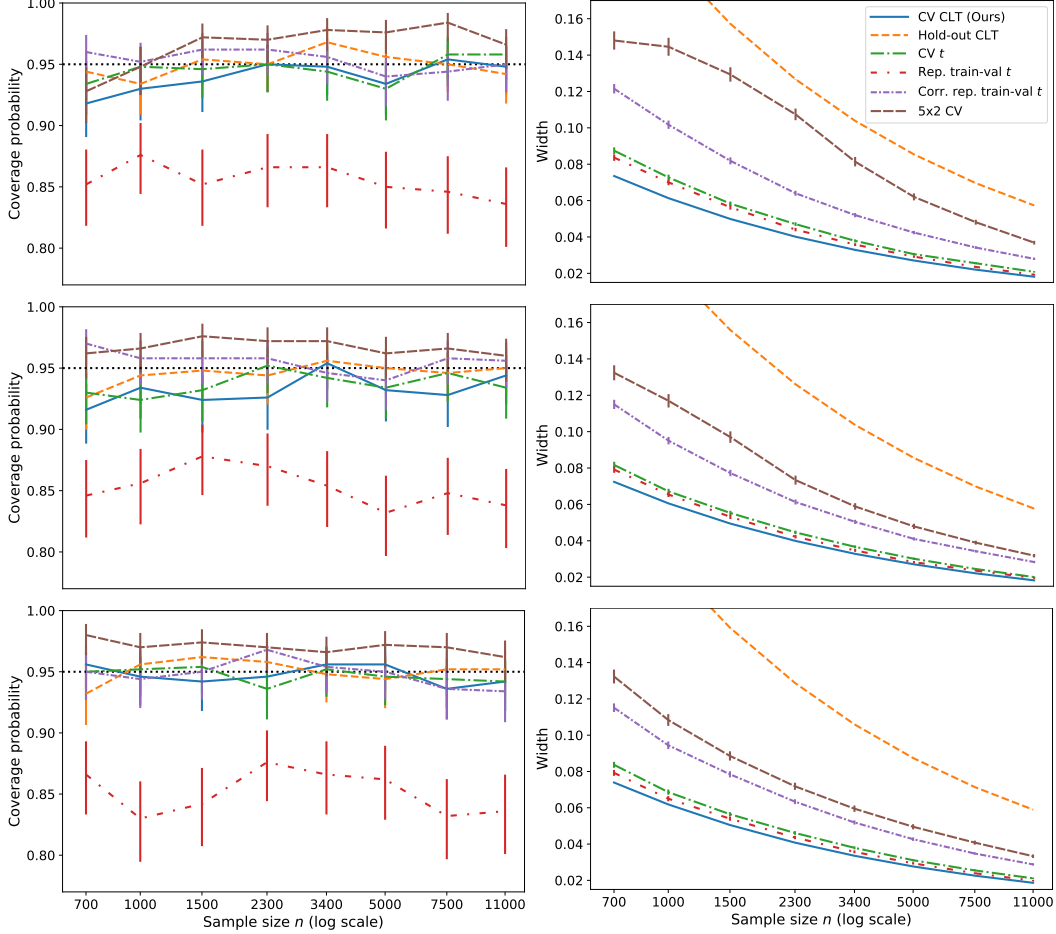 1.00
0.95
0.90
0.85
0.80
Coverage probability
0.16
0.14
0.12
0.10
0.08
0.06
0.04
0.02
Width
CV CLT (Ours)
Hold-out CLT
CV t
Rep. train-val t
Corr. rep. train-val t
5x2 CV
1.00
0.95
0.90
0.85
0.80
Coverage probability
0.16
0.14
0.12
0.10
0.08
0.06
0.04
0.02
Width
1.00
0.95
0.90
0.85
0.80
Coverage probability
700 1000 1500 2300 3400 5000 7500 11000
Sample size n (log scale)
0.16
0.14
0.12
0.10
0.08
0.06
0.04
0.02
Width
700 1000 1500 2300 3400 5000 7500 11000
Sample size n (log scale)